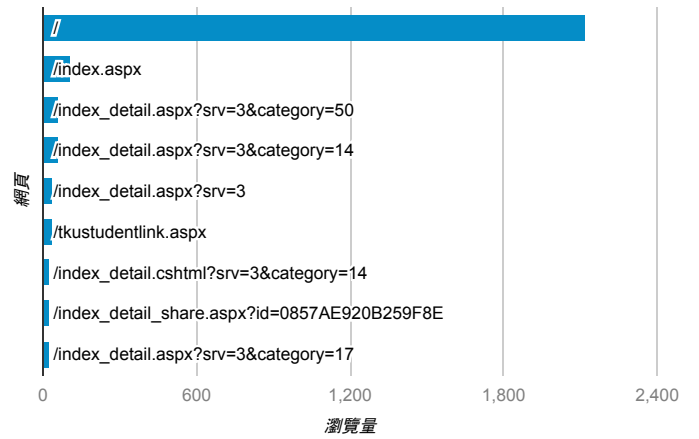 /
/index.aspx
/index_detail.aspx?srv=3&category=50
/index_detail.aspx?srv=3&category=14
/index_detail.aspx?srv=3
/tkustudentlink.aspx
/index_detail.cshtml?srv=3&category=14
/index_detail_share.aspx?id=0857AE920B259F8E
/index_detail.aspx?srv=3&category=17
網頁
0 600 1,200 1,800 2,400
瀏覽量